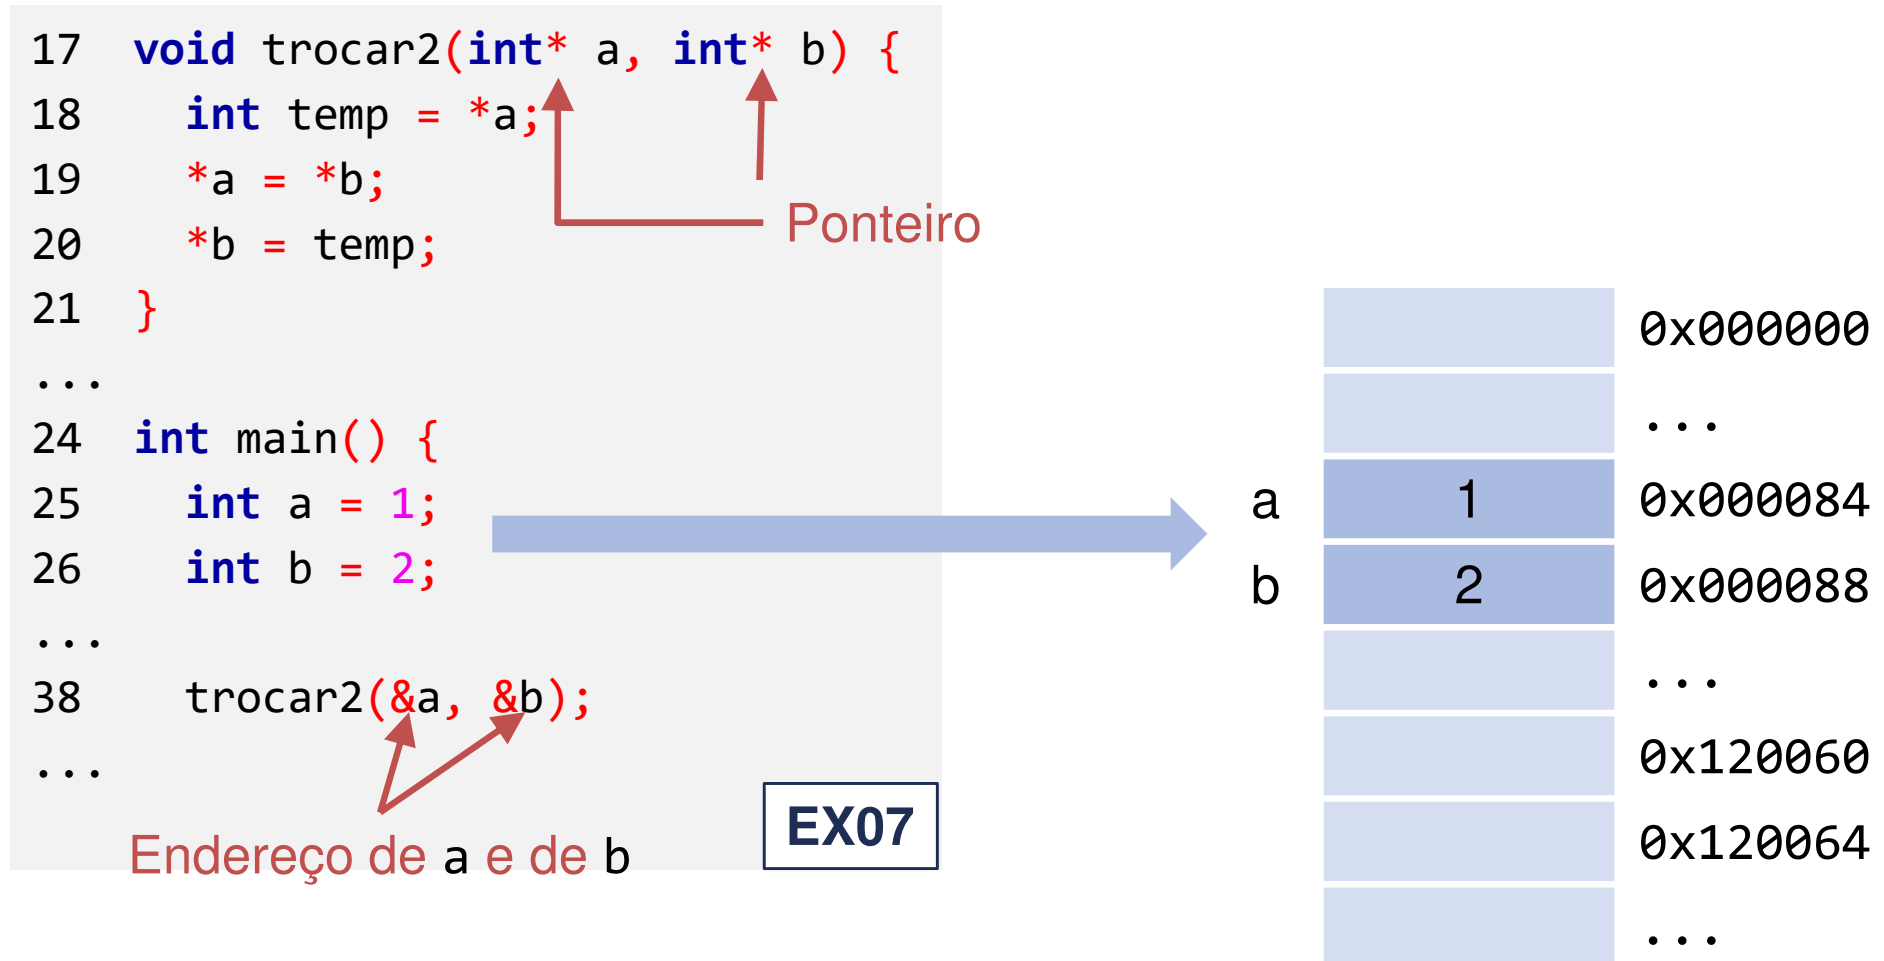 17 void trocar2(int* a, int* b) {
18 int temp = *a;
19 *a = *b;
20 *b = temp;
21 }
...
24 int main() {
25 int a = 1;
26 int b = 2;
...
38 trocar2(&a, &b);
...
Ponteiro
Endereço de a e de b
EX07
0x000000
...
a 1 0x000084
b 2 0x000088
...
0x120060
0x120064
...